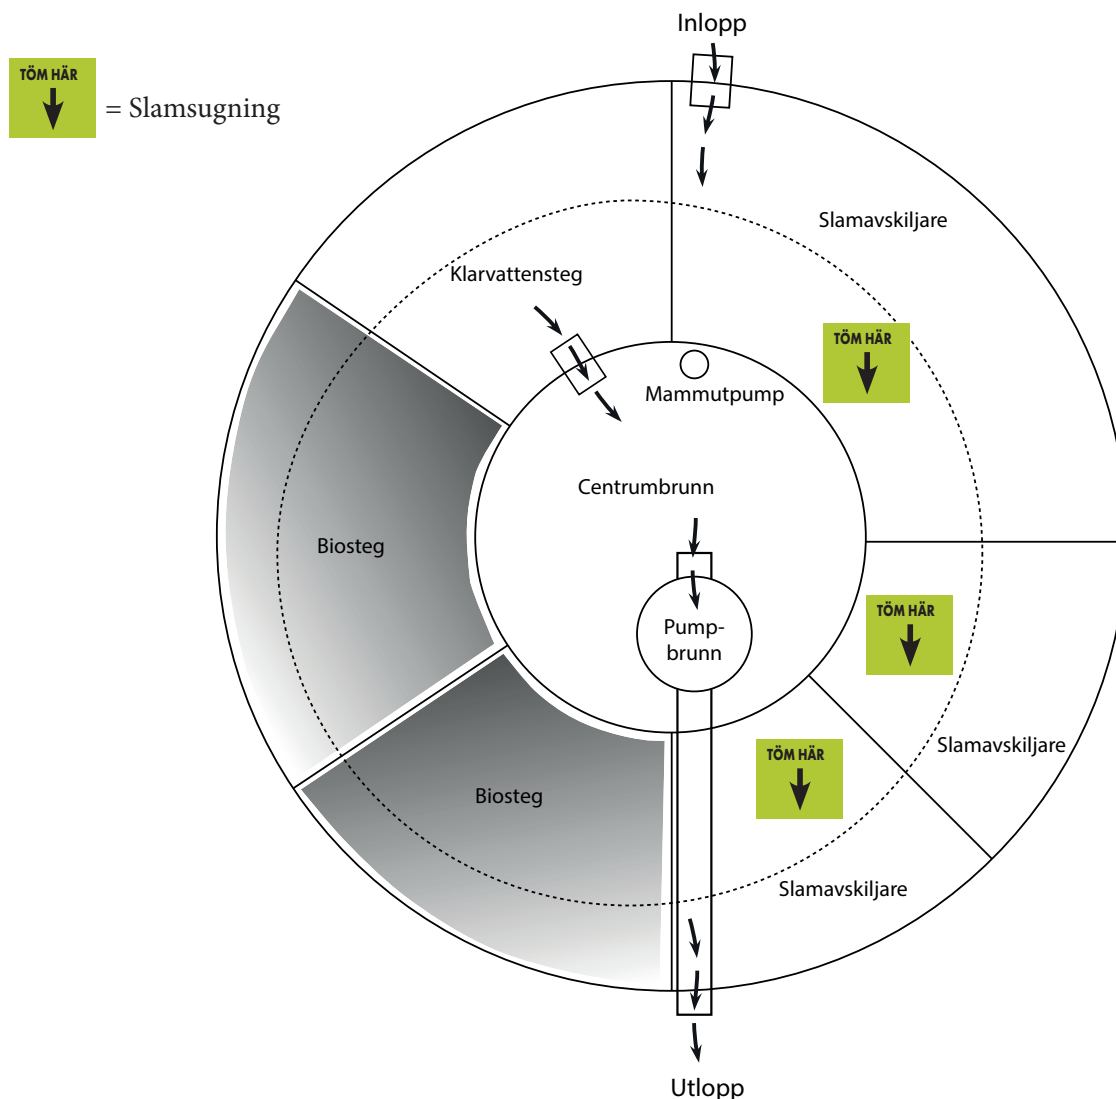 Inlopp
TÖM HÄR
= Slamsugning
Slamavskiljare
Klarvattensteg
TÖM HÄR
Mammutpump
Centrumbrunn
Biosteg
TÖM HÄR
Pump-
brunn
Slamavskiljare
TÖM HÄR
Biosteg
Slamavskiljare
Utlopp